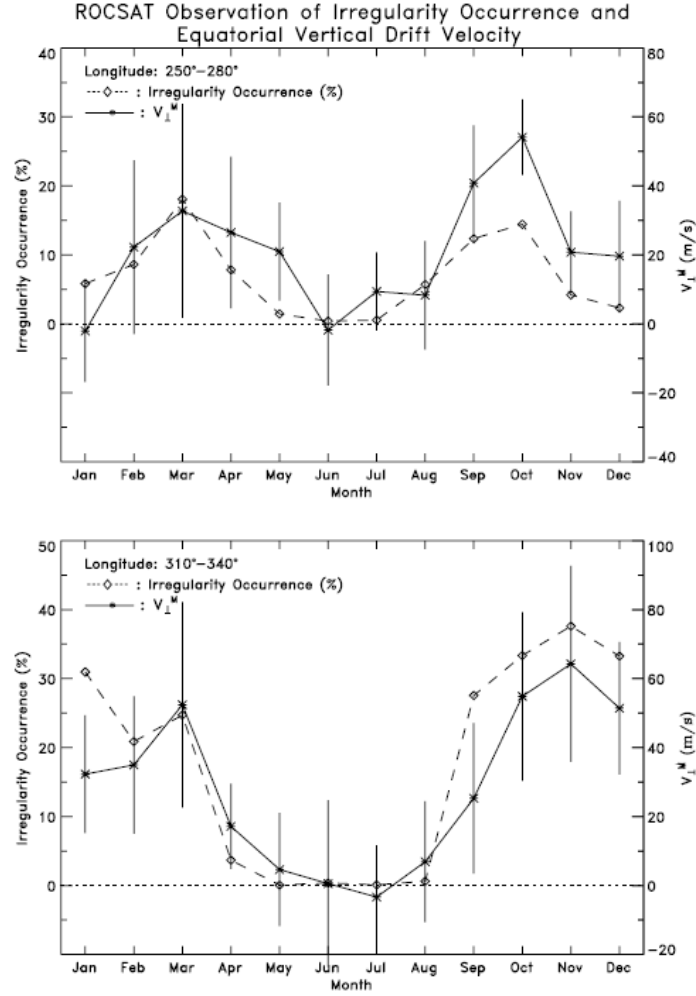 ROCSAT Observation of Irregularity Occurrence and
Equatorial Vertical Drift Velocity
Longitude: 250°-280°
: Irregularity Occurrence (%)
: V⊥ᴹ
Irregularity Occurrence (%)
40
30
20
10
0
80
60
40
20
0
-20
-40
V⊥ᴹ (m/s)
Jan Feb Mar Apr May Jun Jul Aug Sep Oct Nov Dec
Month
Longitude: 310°-340°
: Irregularity Occurrence (%)
: V⊥ᴹ
Irregularity Occurrence (%)
50
40
30
20
10
0
100
80
60
40
20
0
-20
V⊥ᴹ (m/s)
Jan Feb Mar Apr May Jun Jul Aug Sep Oct Nov Dec
Month